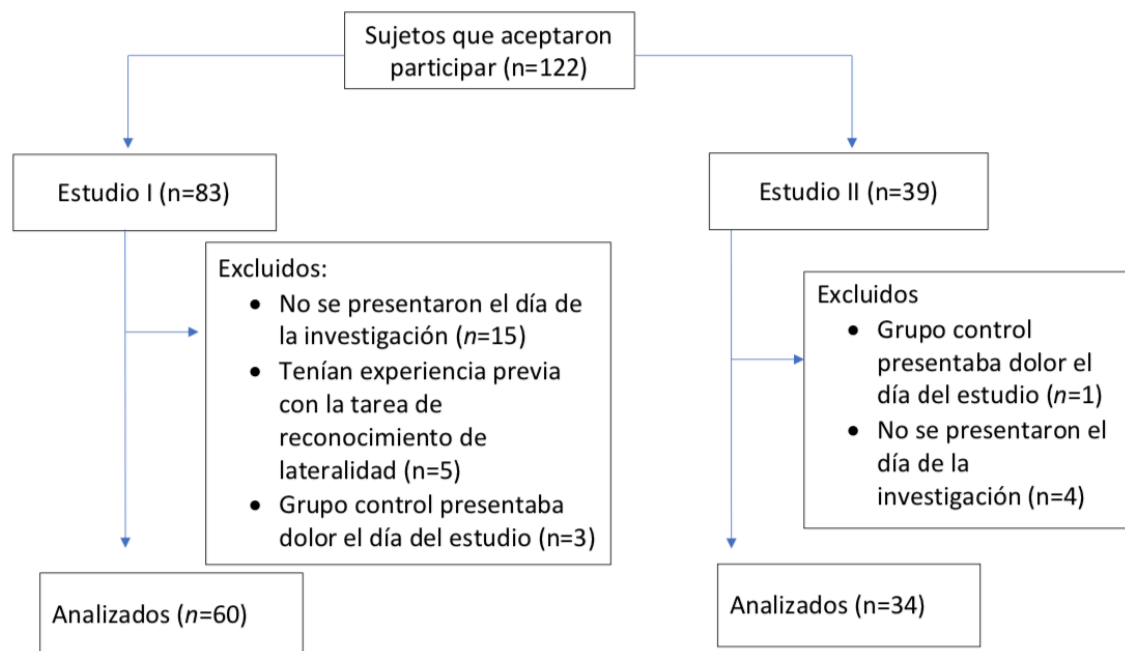 Sujetos que aceptaron
participar (n=122)
Estudio I (n=83)
Estudio II (n=39)
Excluidos:
• No se presentaron el día de
la investigación (n=15)
• Tenían experiencia previa
con la tarea de
reconocimiento de
lateralidad (n=5)
• Grupo control presentaba
dolor el día del estudio (n=3)
Excluidos
• Grupo control
presentaba dolor el
día del estudio (n=1)
• No se presentaron el
día de la
investigación (n=4)
Analizados (n=60)
Analizados (n=34)